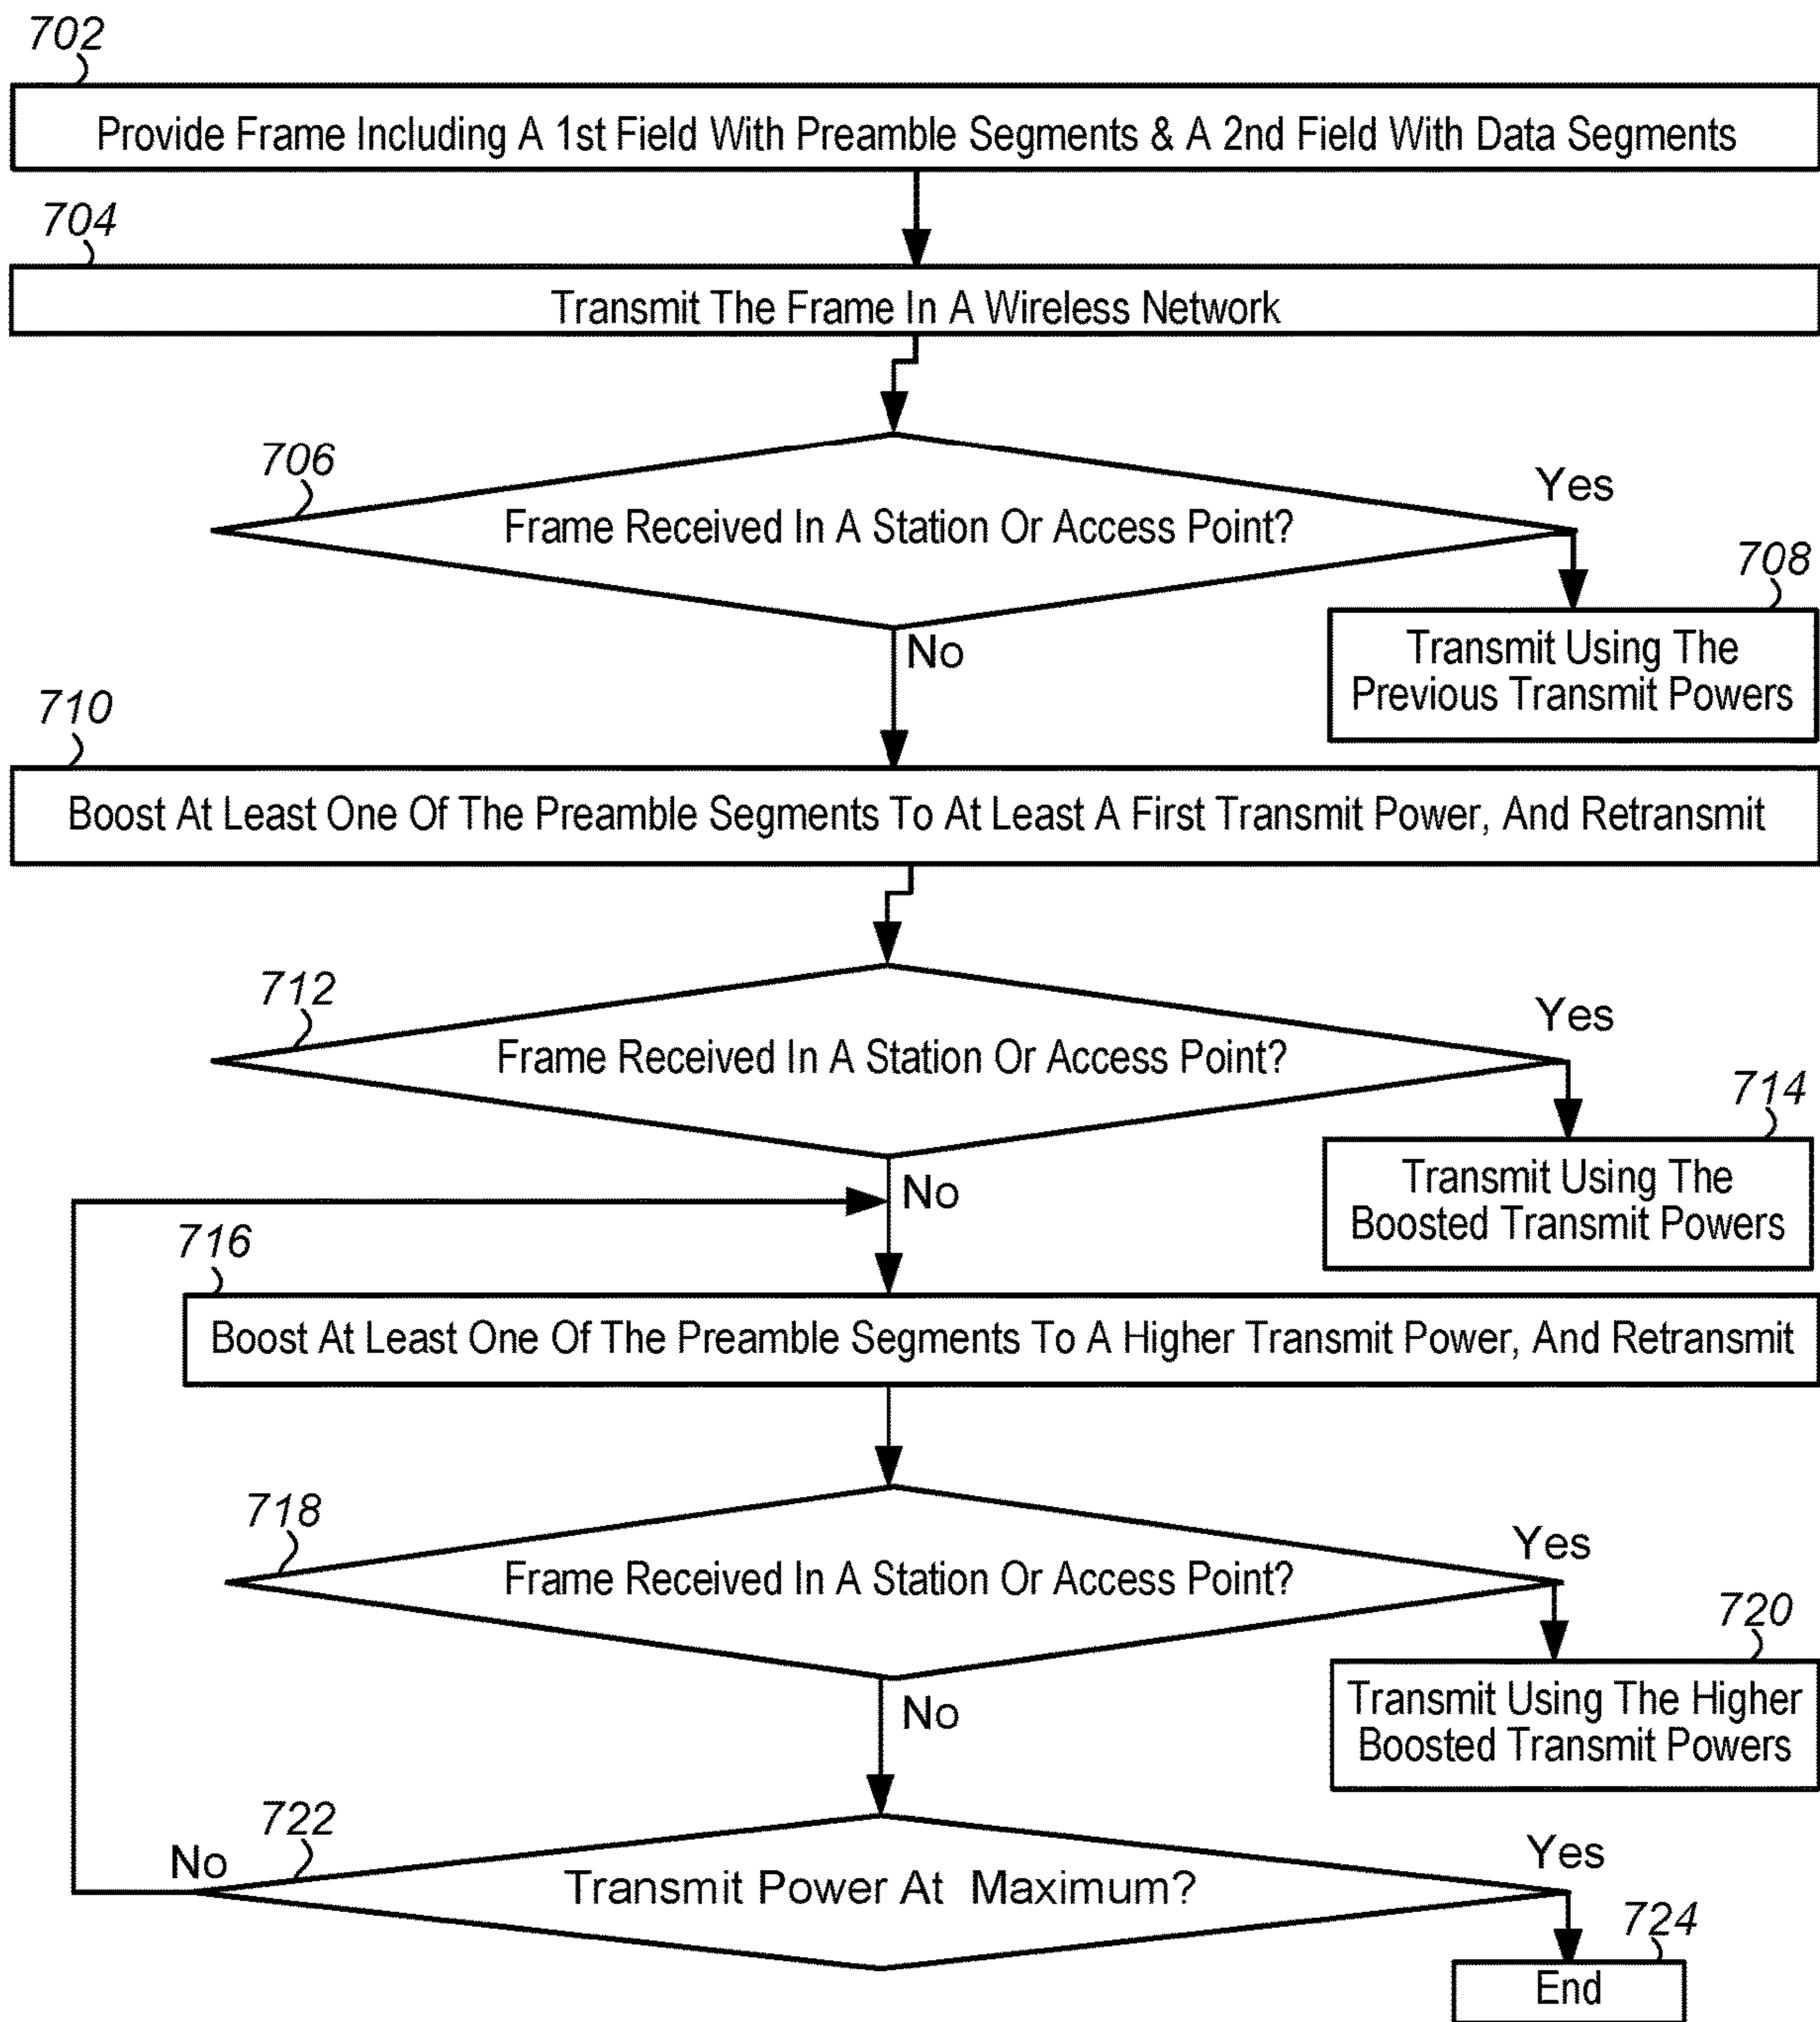 702
Provide Frame Including A 1st Field With Preamble Segments & A 2nd Field With Data Segments
704
Transmit The Frame In A Wireless Network
706
Frame Received In A Station Or Access Point?
Yes
708
Transmit Using The
Previous Transmit Powers
No
710
Boost At Least One Of The Preamble Segments To At Least A First Transmit Power, And Retransmit
712
Frame Received In A Station Or Access Point?
Yes
714
Transmit Using The
Boosted Transmit Powers
No
716
Boost At Least One Of The Preamble Segments To A Higher Transmit Power, And Retransmit
718
Frame Received In A Station Or Access Point?
Yes
720
Transmit Using The Higher
Boosted Transmit Powers
No
722
No
Transmit Power At Maximum?
Yes
724
End